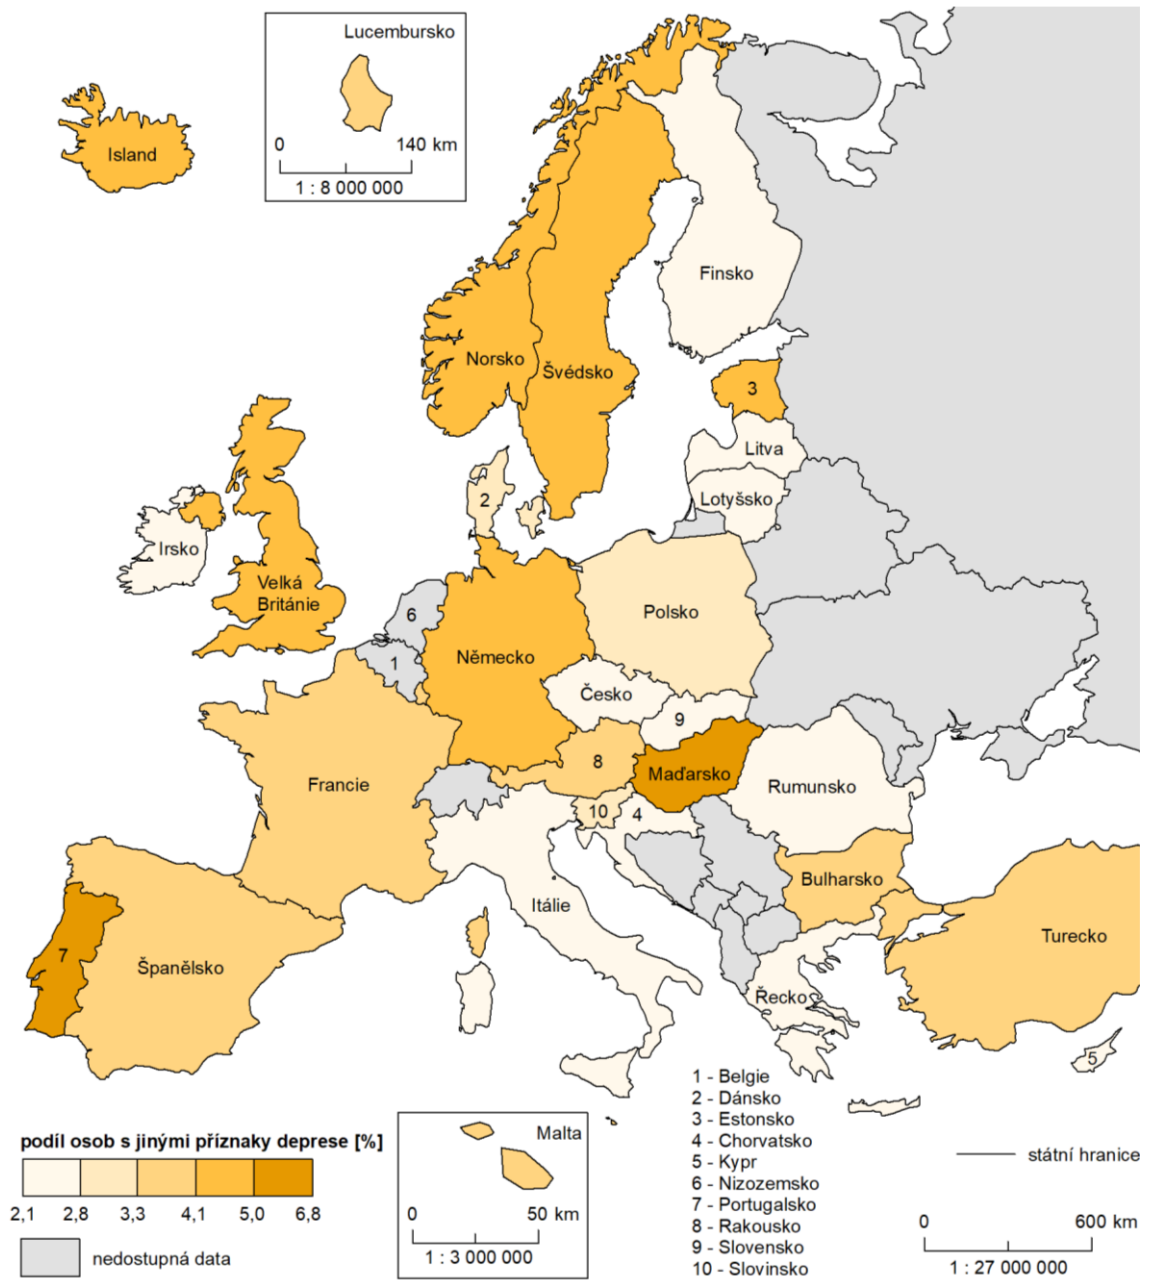 Lucembursko
0 140 km
1 : 8 000 000
Island
Finsko
Norsko
Švédsko
3
Litva
Lotyšsko
2
Irsko
Velká
Británie
6
Polsko
1
Německo
Česko
9
8
Maďarsko
Francie
Rumunsko
10
4
Bulharsko
Itálie
Turecko
7
Španělsko
Řecko
5
1 - Belgie
2 - Dánsko
3 - Estonsko
4 - Chorvatsko
5 - Kypr
6 - Nizozemsko
7 - Portugalsko
8 - Rakousko
9 - Slovensko
10 - Slovinsko
podíl osob s jinými příznaky deprese [%]
2,1 2,8 3,3 4,1 5,0 6,8
nedostupná data
Malta
0 50 km
1 : 3 000 000
státní hranice
0 600 km
1 : 27 000 000